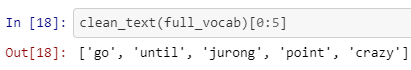 In [18]: clean_text(full_vocab)[0:5]
Out[18]: ['go', 'until', 'jurong', 'point', 'crazy']